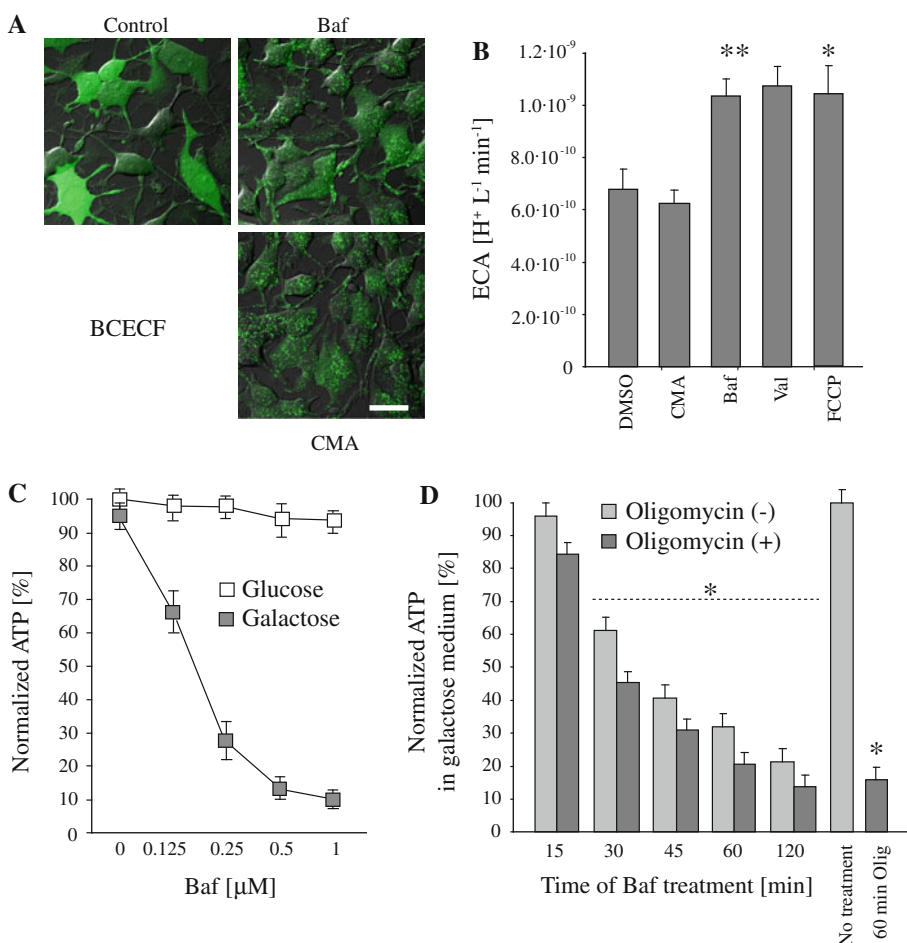 A
Control
Baf
BCECF
CMA
B
ECA [H⁺ L⁻¹ min⁻¹]
1.2·10⁻⁹
1.0·10⁻⁹
8.0·10⁻¹⁰
6.0·10⁻¹⁰
4.0·10⁻¹⁰
2.0·10⁻¹⁰
0
**
*
DMSO
CMA
Baf
Val
FCCP
C
Normalized ATP [%]
100
90
80
70
60
50
40
30
20
10
0
Glucose
Galactose
0 0.125 0.25 0.5 1
Baf [µM]
D
Normalized ATP
in galactose medium [%]
100
90
80
70
60
50
40
30
20
10
0
Oligomycin (-)
Oligomycin (+)
*
*
15 30 45 60 120
Time of Baf treatment [min]
No treatment
60 min Olig